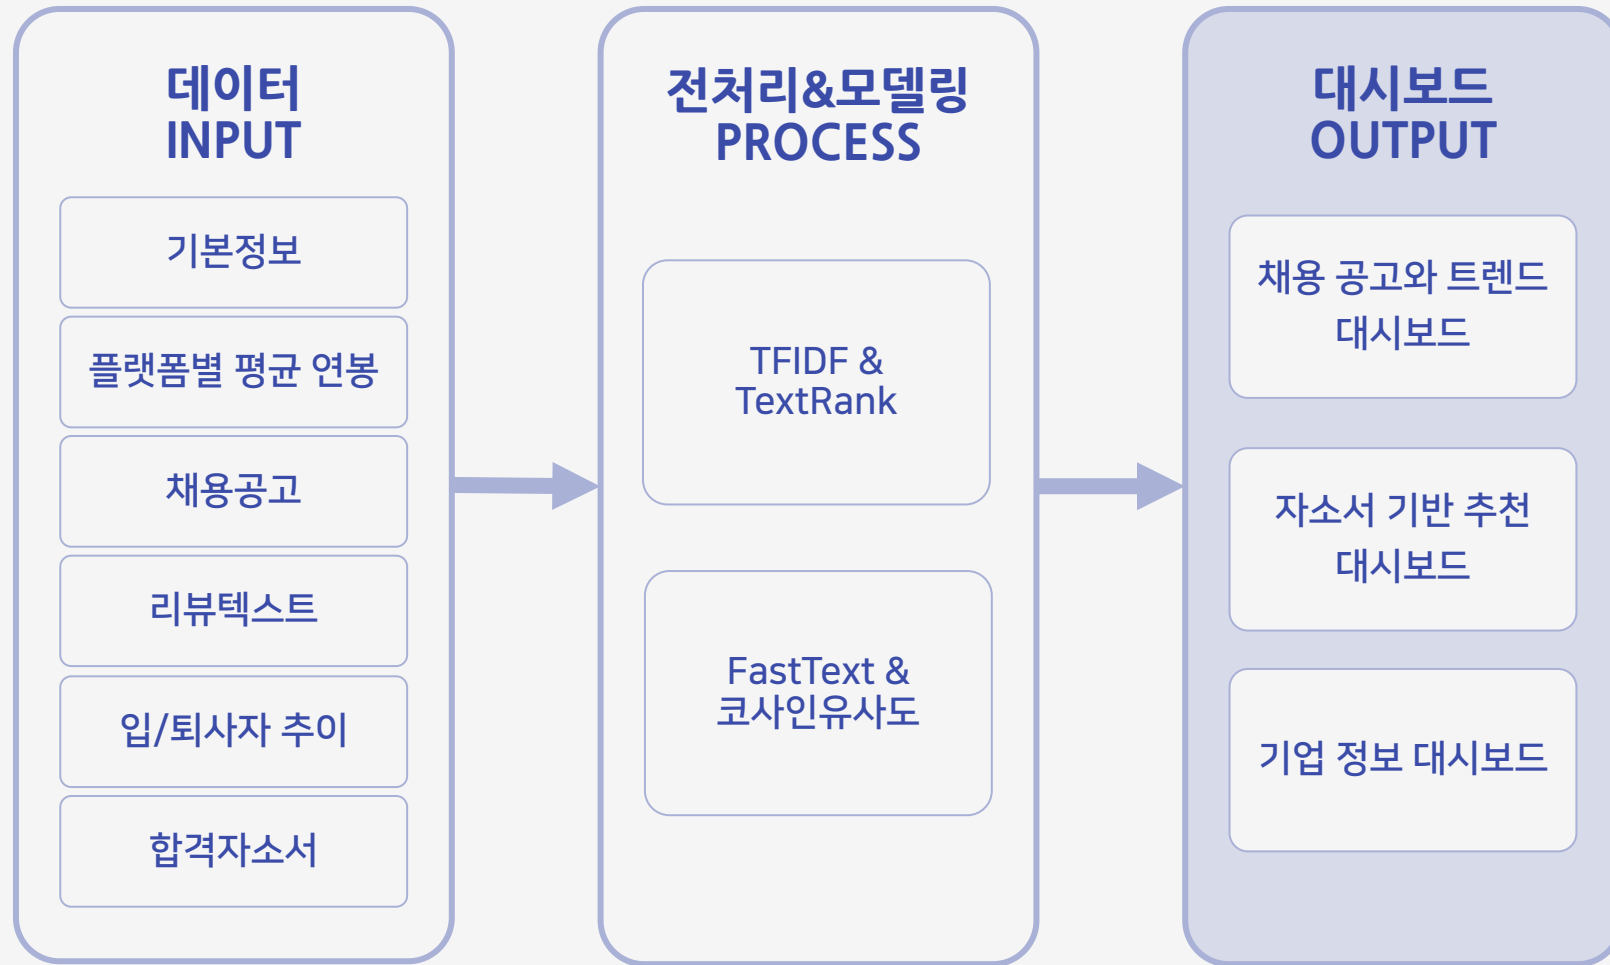 데이터
INPUT
기본정보
플랫폼별 평균 연봉
채용공고
리뷰텍스트
입/퇴사자 추이
합격자소서
전처리&모델링
PROCESS
TFIDF &
TextRank
FastText &
코사인유사도
대시보드
OUTPUT
채용 공고와 트렌드
대시보드
자소서 기반 추천
대시보드
기업 정보 대시보드